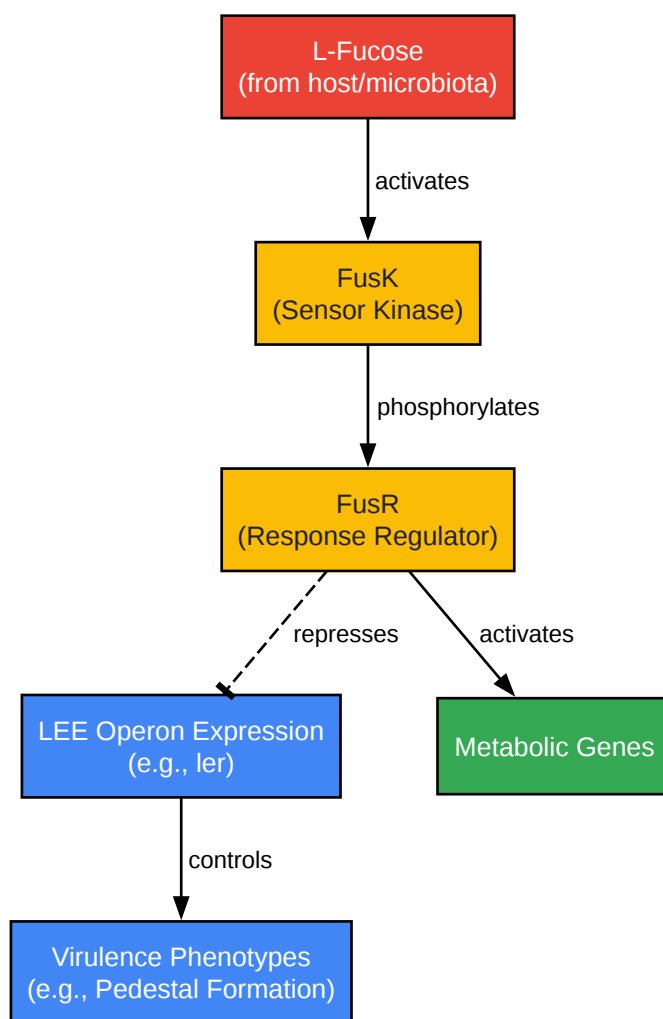 L-Fucose
(from host/microbiota)
activates
FusK
(Sensor Kinase)
phosphorylates
FusR
(Response Regulator)
represses
activates
LEE Operon Expression
(e.g., ler)
Metabolic Genes
controls
Virulence Phenotypes
(e.g., Pedestal Formation)